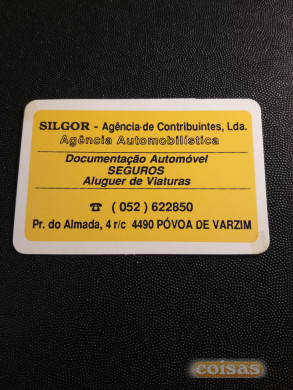 SILGOR - Agência de Contribuintes, Lda.
Agência Automobilística
Documentação Automóvel
SEGUROS
Aluguer de Viaturas
☎ (052) 622850
Pr. do Almada, 4 r/c 4490 PÓVOA DE VARZIM
coisas